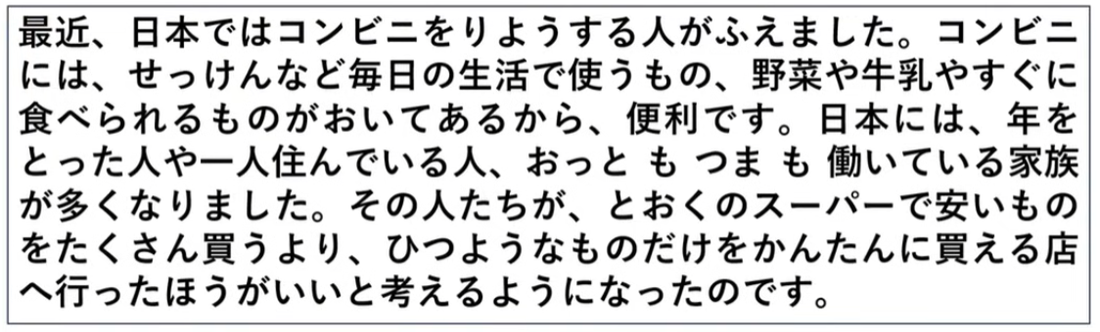 最近、日本ではコンビニをりようする人がふえました。コンビニ
には、せっけんなど毎日の生活で使うもの、野菜や牛乳やすぐに
食べられるものがおいてあるから、便利です。日本には、年を
とった人や一人住んでいる人、おっと も つま も 働いている家族
が多くなりました。その人たちが、とおくのスーパーで安いもの
をたくさん買うより、ひつようなものだけをかんたんに買える店
へ行ったほうがいいと考えるようになったのです。